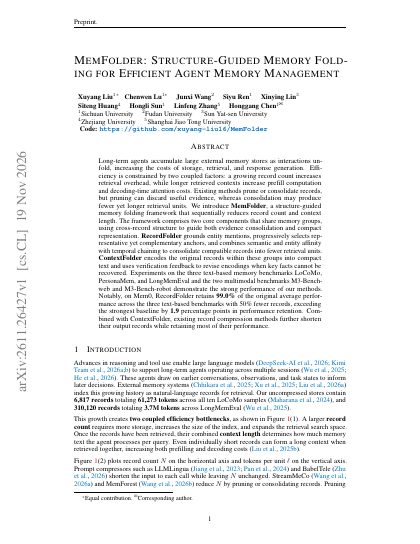 Preprint.
MEMFOLDER: STRUCTURE-GUIDED MEMORY FOLD-
ING FOR EFFICIENT AGENT MEMORY MANAGEMENT
Xuyang Liu Chenwen Lu Junxi Wang Siyu Ren Xinying Lin
Siteng Huang Hongli Sun Linfeng Zhang Honggang Chen
Sichuan University Fudan University Sun Yat-sen University
Zhejiang University Shanghai Jiao Tong University
Code: https://github.com/xuyang-liu16/MemFolder
ABSTRACT
Long-term agents accumulate large external memory stores as interactions un-
fold, increasing the costs of storage, retrieval, and response generation. Effi-
ciency is constrained by two coupled factors: a growing record count increases
retrieval overhead, while longer retrieved contexts increase prefill computation
and decoding-time attention costs. Existing methods prune or consolidate records,
but pruning can discard useful evidence, whereas consolidation may produce
fewer yet longer retrieval units. We introduce MemFolder, a structure-guided
memory folding framework that sequentially reduces record count and context
length. The framework comprises two core components that share memory groups,
using cross-record structure to guide both evidence consolidation and compact
representation. RecordFolder grounds entity mentions, progressively selects rep-
resentative yet complementary anchors, and combines semantic and entity affinity
with temporal chaining to consolidate compatible records into fewer retrieval units.
ContextFolder encodes the original records within these groups into compact
text and uses verification feedback to revise encodings when key facts cannot be
recovered. Experiments on the three text-based memory benchmarks LoCoMo,
PersonaMem, and LongMemEval and the two multimodal benchmarks M3-Bench-
web and M3-Bench-robot demonstrate the strong performance of our methods.
Notably, on Mem0, RecordFolder retains 99.0% of the original average perfor-
mance across the three text-based benchmarks with 50% fewer records, exceeding
the strongest baseline by 1.9 percentage points in performance retention. Com-
bined with ContextFolder, existing record compression methods further shorten
their output records while retaining most of their performance.
1 INTRODUCTION
Advances in reasoning and tool use enable large language models (DeepSeek-AI et al., 2026; Kimi
Team et al., 2026a;b) to support long-term agents operating across multiple sessions (Wu et al., 2025;
He et al., 2026). These agents draw on earlier conversations, observations, and task states to inform
later decisions. External memory systems (Chhikara et al., 2025; Xu et al., 2025; Liu et al., 2026a)
index this growing history as natural-language records for retrieval. Our uncompressed stores contain
6,817 records totaling 61,273 tokens across all ten LoCoMo samples (Maharana et al., 2024), and
310,120 records totaling 3.7M tokens across LongMemEval (Wu et al., 2025).
This growth creates two coupled efficiency bottlenecks, as shown in Figure 1(1). A larger record
count requires more storage, increases the size of the index, and expands the retrieval search space.
Once the records have been retrieved, their combined context length determines how much memory
text the agent processes per query. Even individually short records can form a long context when
retrieved together, increasing both prefilling and decoding costs (Liu et al., 2025b).
Figure 1(2) plots record count N on the horizontal axis and tokens per unit ℓ on the vertical axis.
Prompt compressors such as LLMLingua (Jiang et al., 2023; Pan et al., 2024) and BabelTele (Zhu
et al., 2026) shorten the input to each call while leaving N unchanged. StreamMeCo (Wang et al.,
2026a) and MemForest (Wang et al., 2026b) reduce N by pruning or consolidating records. Pruning
Equal contribution. Corresponding author.
1
arXiv:2611.26427v1 [cs.CL] 19 Nov 2026